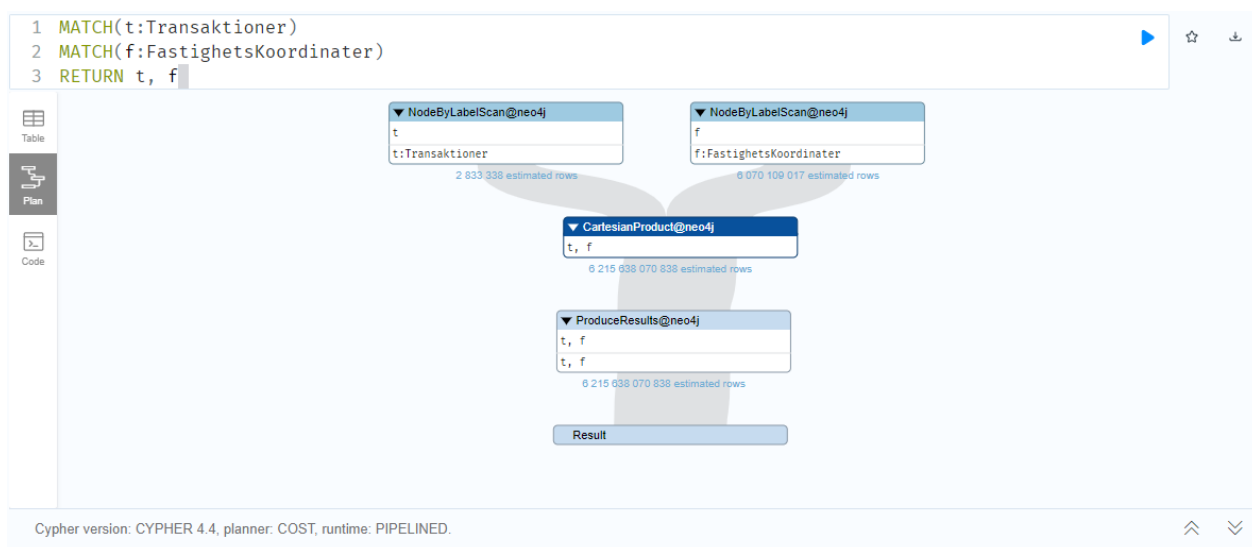 1 MATCH(t:Transaktioner)
2 MATCH(f:FastighetsKoordinater)
3 RETURN t, f
Table
Plan
Code
NodeByLabelScan@neo4j
t
t:Transaktioner
2 833 338 estimated rows
NodeByLabelScan@neo4j
f
f:FastighetsKoordinater
6 070 109 017 estimated rows
CartesianProduct@neo4j
t, f
6 215 638 070 838 estimated rows
ProduceResults@neo4j
t, f
t, f
6 215 638 070 838 estimated rows
Result
Cypher version: CYPHER 4.4, planner: COST, runtime: PIPELINED.